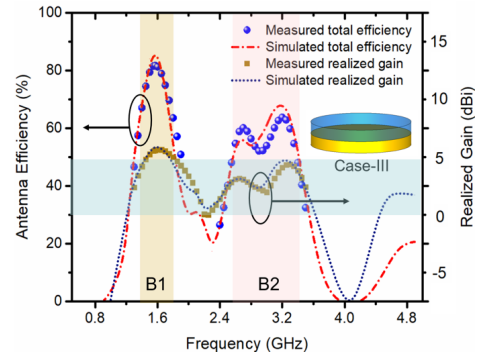 Measured total efficiency
Simulated total efficiency
Measured realized gain
Simulated realized gain
Antenna Efficiency (%)
100
80
60
40
20
0
Realized Gain (dBi)
15
10
5
0
-5
Case-III
B1
B2
0.8 1.6 2.4 3.2 4.0 4.8
Frequency (GHz)